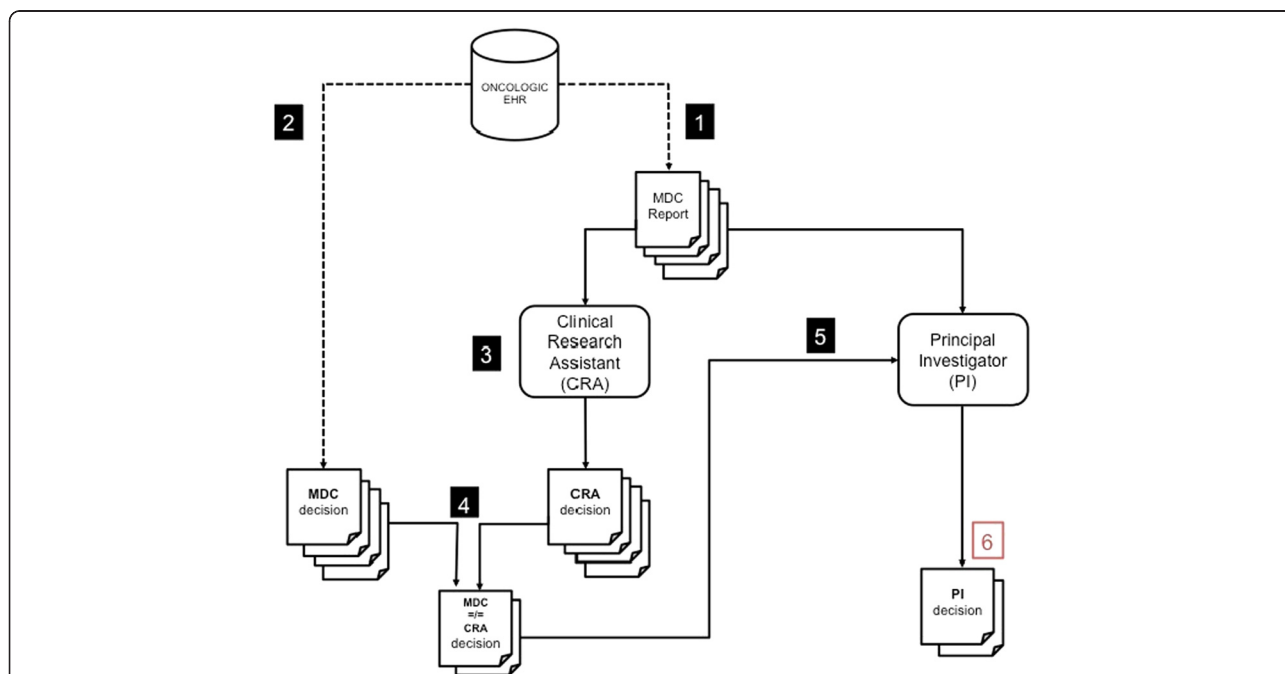 ONCOLOGIC
EHR
2
1
MDC
Report
Clinical
Research
Assistant
(CRA)
3
5
Principal
Investigator
(PI)
MDC
decision
4
CRA
decision
6
MDC
=/=
CRA
decision
PI
decision